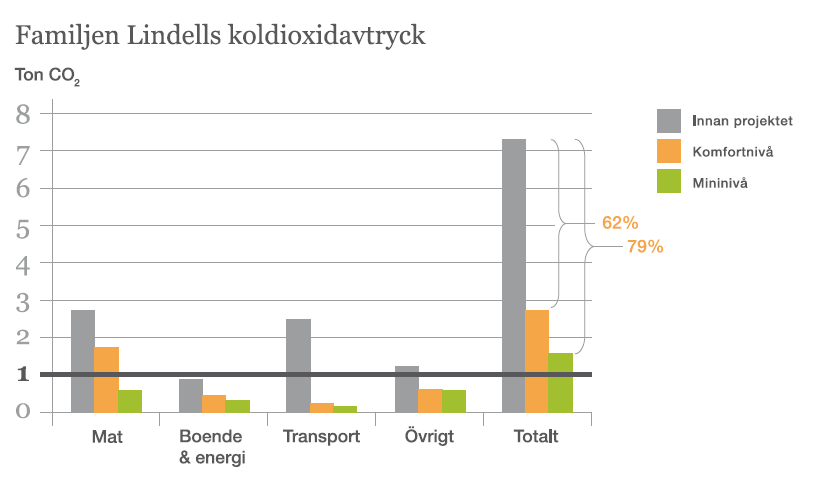 Familjen Lindells koldioxidavtryck
Ton CO₂
8
7
6
5
4
3
2
1
0
Innan projektet
Komfortnivå
Mininivå
62%
79%
Mat
Boende
& energi
Transport
Övrigt
Totalt